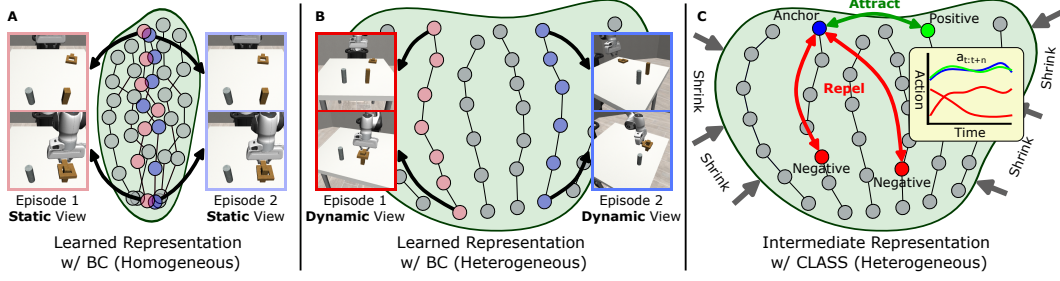 A
Episode 1
Static View
Episode 2
Static View
Learned Representation
w/ BC (Homogeneous)
B
Episode 1
Dynamic View
Episode 2
Dynamic View
Learned Representation
w/ BC (Heterogeneous)
C
Attract
Anchor
Positive
Repel
Negative
Negative
a_t:t+n
Action
Time
Shrink
Shrink
Shrink
Shrink
Intermediate Representation
w/ CLASS (Heterogeneous)